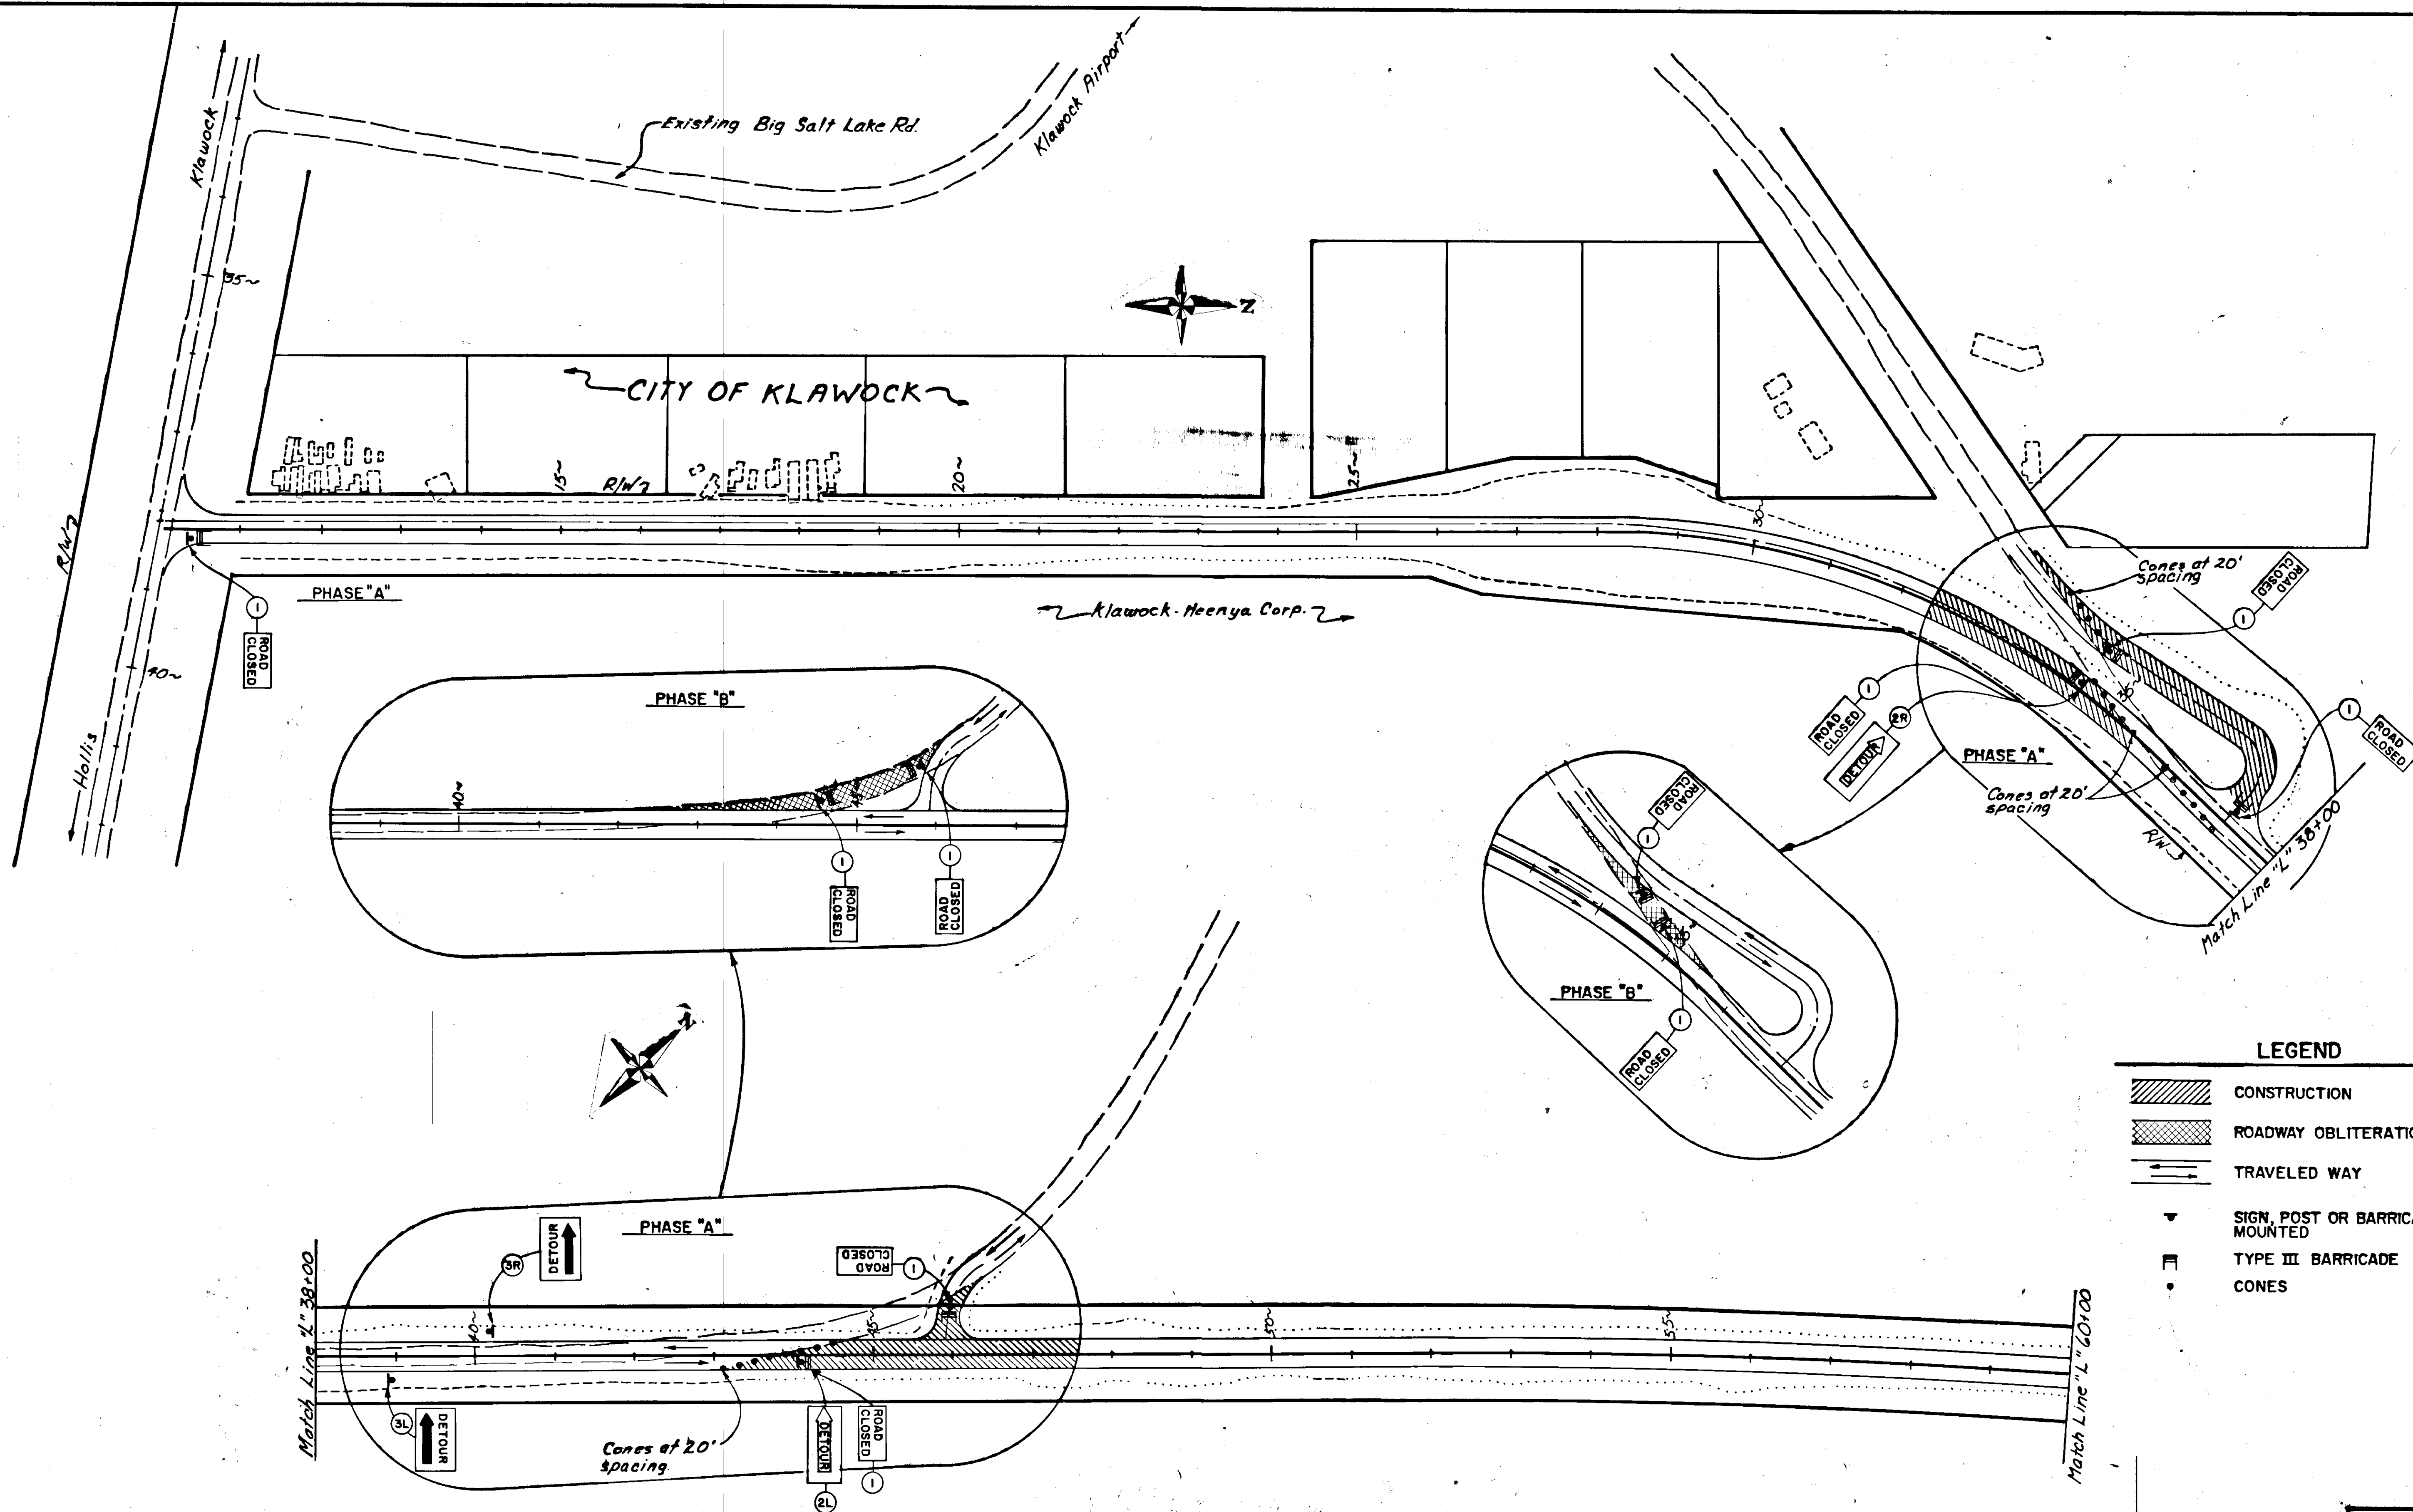 Klawock
Existing Big Salt Lake Rd.
Klawock Airport
35
N
CITY OF KLAWOCK
15
R/W
20
25
30
R/W
PHASE "A"
1
ROAD
CLOSED
40
Hollis
Klawock-Heenya Corp.
Cones at 20'
spacing
1
ROAD
CLOSED
35
1
ROAD
CLOSED
2R
DETOUR
PHASE "A"
Cones at 20'
spacing
1
ROAD
CLOSED
R/W
Match Line "L" 38+00
PHASE "B"
40
45
1
ROAD
CLOSED
1
ROAD
CLOSED
ROAD
CLOSED
1
PHASE "B"
1
ROAD
CLOSED
N
LEGEND
CONSTRUCTION
ROADWAY OBLITERATIO
TRAVELED WAY
SIGN, POST OR BARRICA
MOUNTED
TYPE III BARRICADE
CONES
PHASE "A"
DETOUR
3R
ROAD
CLOSED
1
Match Line "L" 38+00
40
45
50
55
Match Line "L" 60+00
3L
DETOUR
Cones at 20'
spacing
DETOUR
2L
ROAD
CLOSED
1